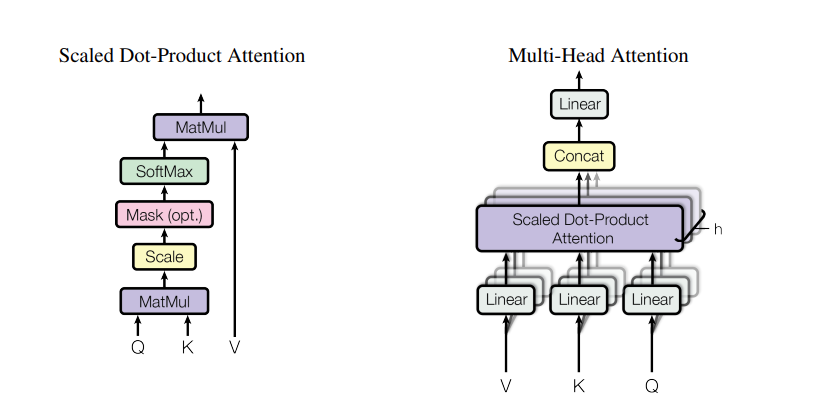 Scaled Dot-Product Attention
MatMul
SoftMax
Mask (opt.)
Scale
MatMul
Q K V
Multi-Head Attention
Linear
Concat
Scaled Dot-Product
Attention
h
Linear Linear Linear
V K Q